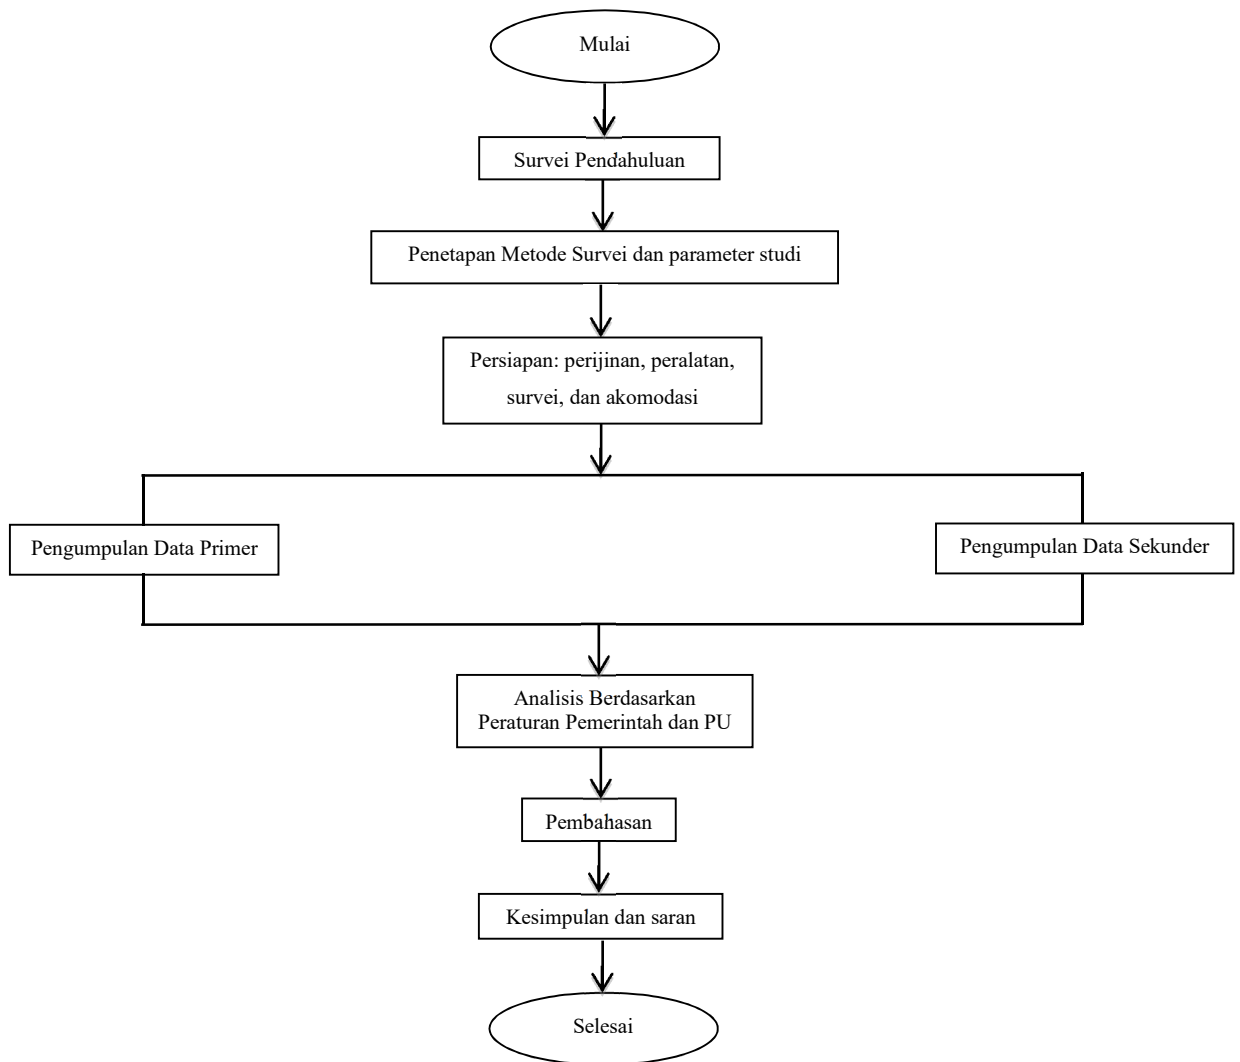 Mulai
Survei Pendahuluan
Penetapan Metode Survei dan parameter studi
Persiapan: perijinan, peralatan,
survei, dan akomodasi
Pengumpulan Data Primer
Pengumpulan Data Sekunder
Analisis Berdasarkan
Peraturan Pemerintah dan PU
Pembahasan
Kesimpulan dan saran
Selesai